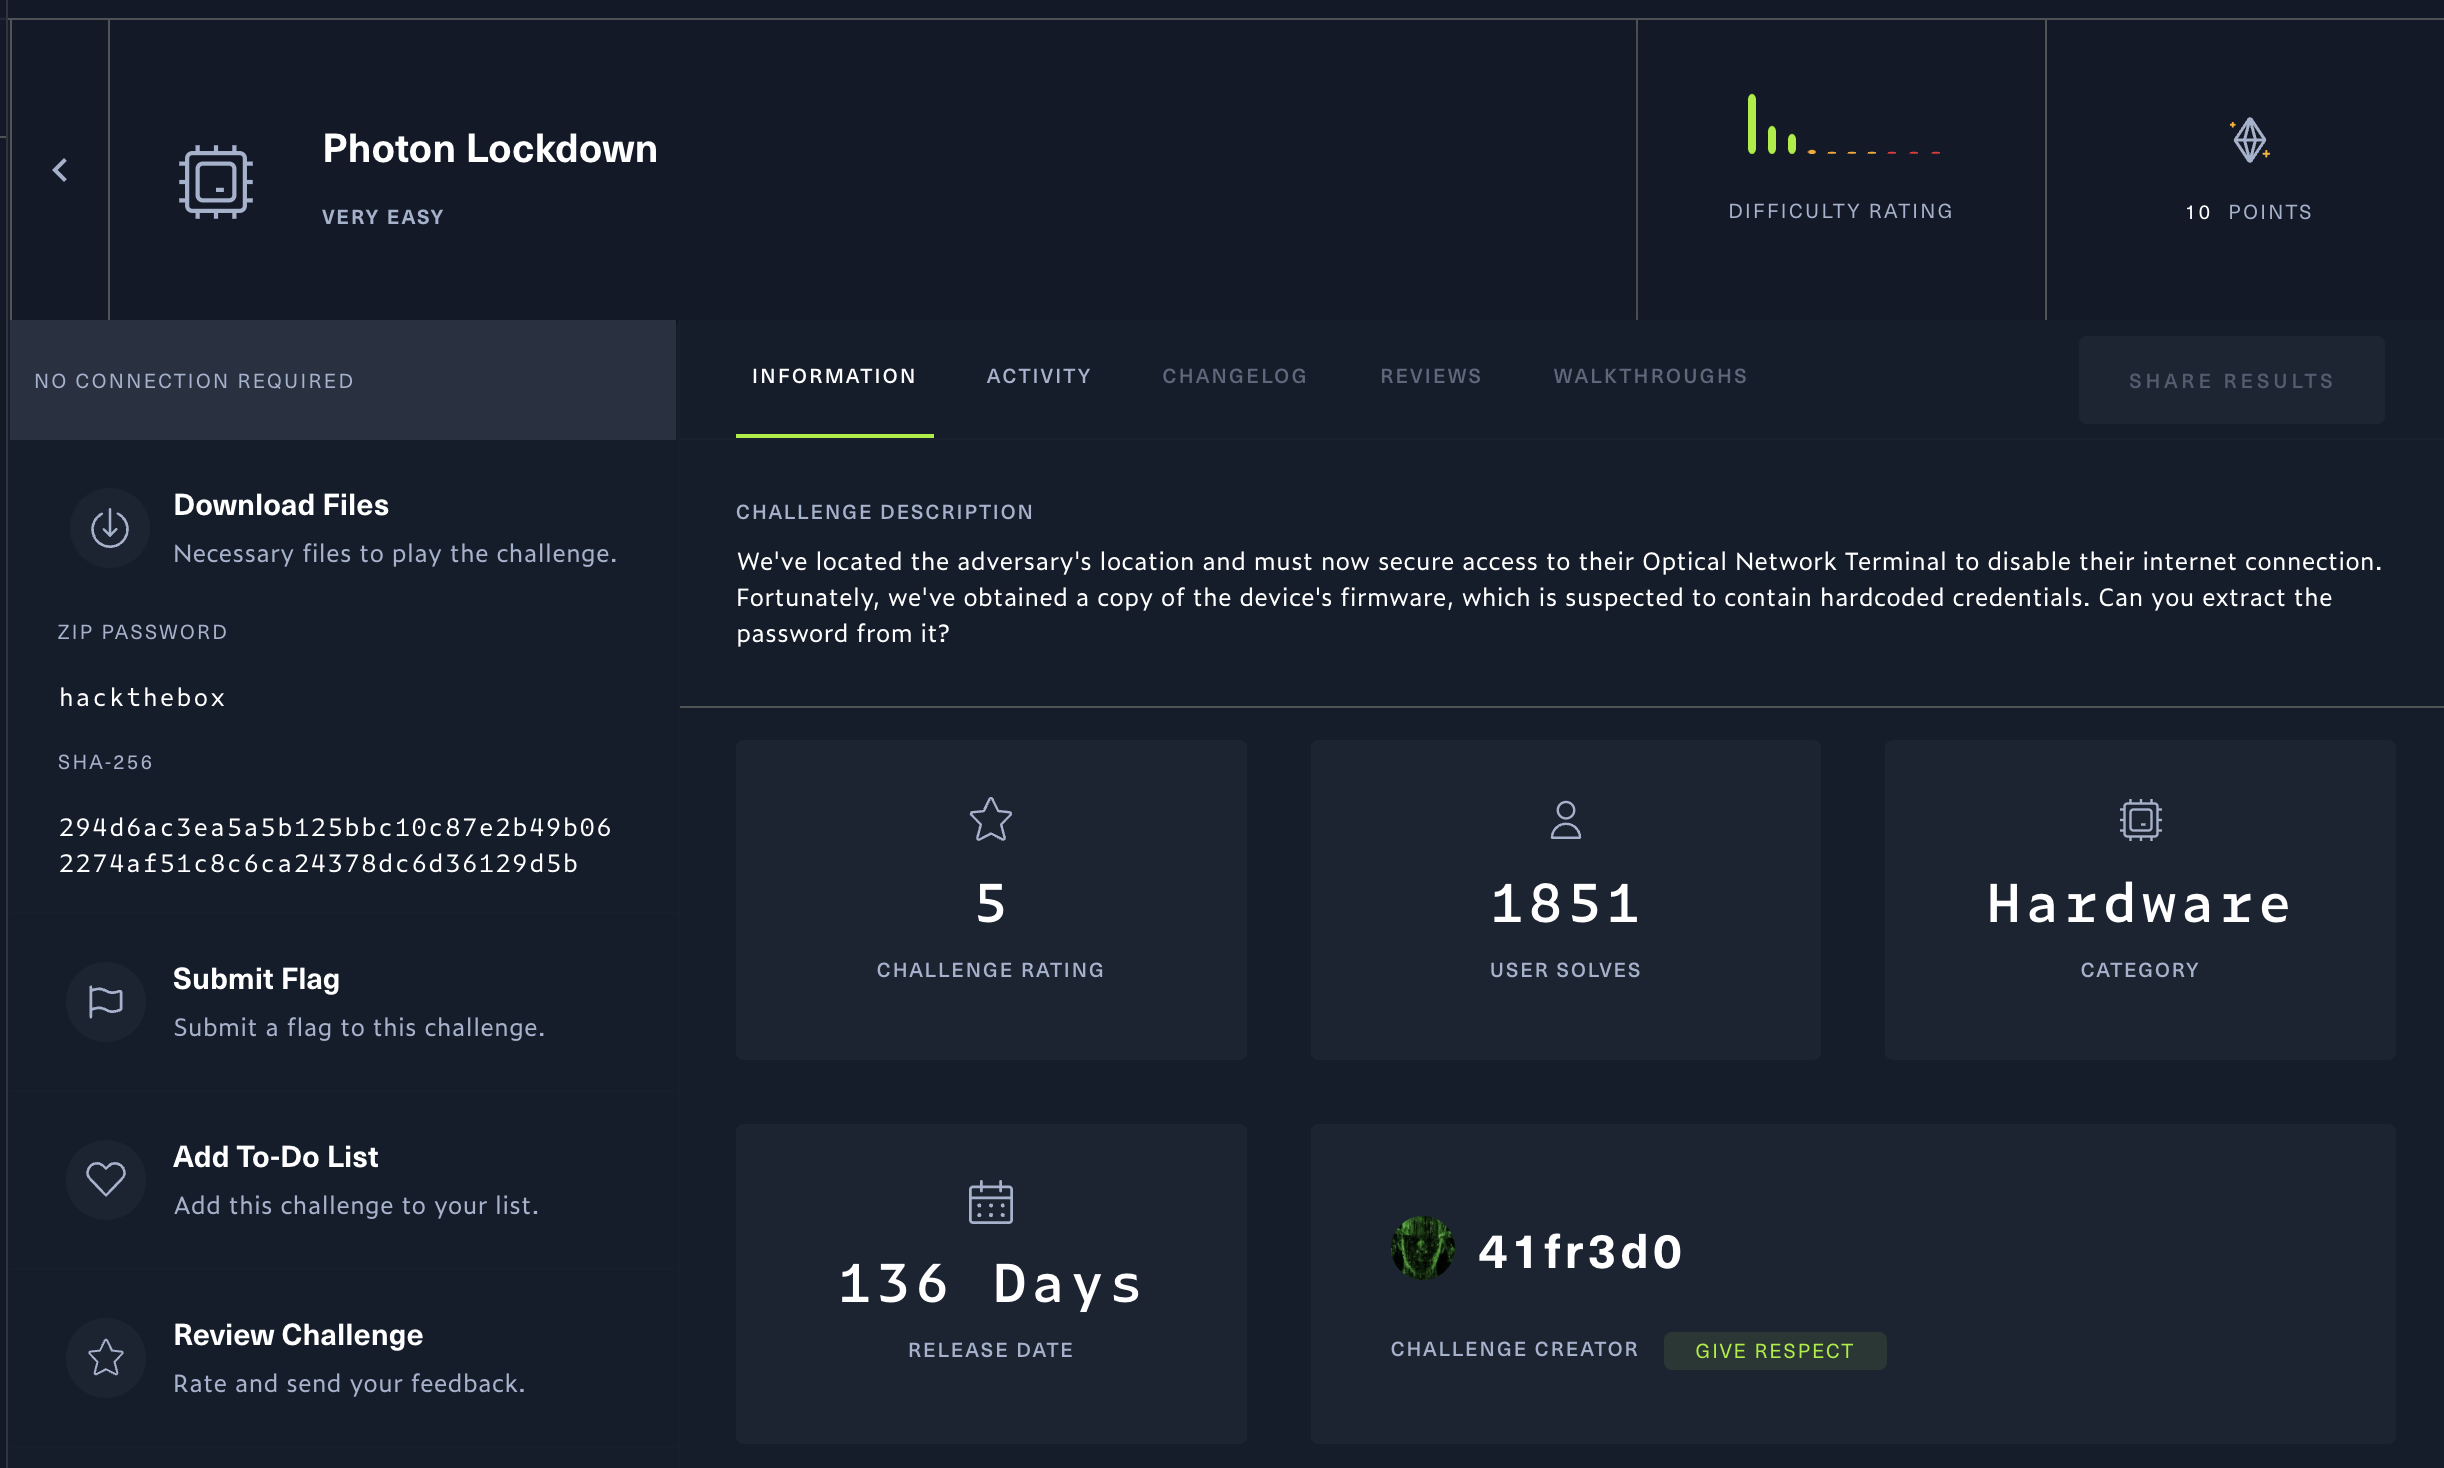 Photon Lockdown
VERY EASY
DIFFICULTY RATING
10 POINTS
NO CONNECTION REQUIRED
INFORMATION
ACTIVITY
CHANGELOG
REVIEWS
WALKTHROUGHS
SHARE RESULTS
Download Files
Necessary files to play the challenge.
ZIP PASSWORD
hackthebox
SHA-256
294d6ac3ea5a5b125bbc10c87e2b49b06
2274af51c8c6ca24378dc6d36129d5b
Submit Flag
Submit a flag to this challenge.
Add To-Do List
Add this challenge to your list.
Review Challenge
Rate and send your feedback.
CHALLENGE DESCRIPTION
We've located the adversary's location and must now secure access to their Optical Network Terminal to disable their internet connection.
Fortunately, we've obtained a copy of the device's firmware, which is suspected to contain hardcoded credentials. Can you extract the
password from it?
5
CHALLENGE RATING
1851
USER SOLVES
Hardware
CATEGORY
136 Days
RELEASE DATE
41fr3d0
CHALLENGE CREATOR
GIVE RESPECT